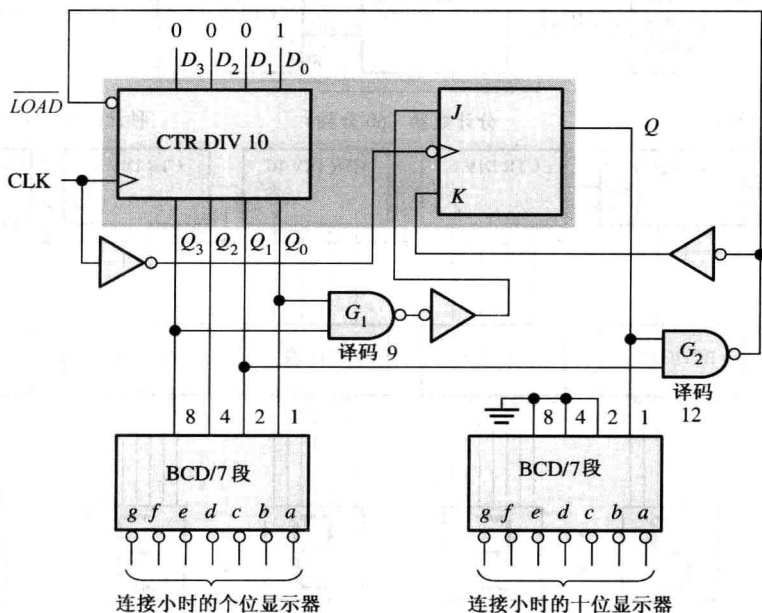 0 0 0 1
D3 D2 D1 D0
LOAD
CTR DIV 10
J
Q
CLK
K
Q3 Q2 Q1 Q0
G1
译码 9
G2
译码
12
8 4 2 1
8 4 2 1
BCD/7 段
BCD/7 段
g f e d c b a
g f e d c b a
连接小时的个位显示器
连接小时的十位显示器